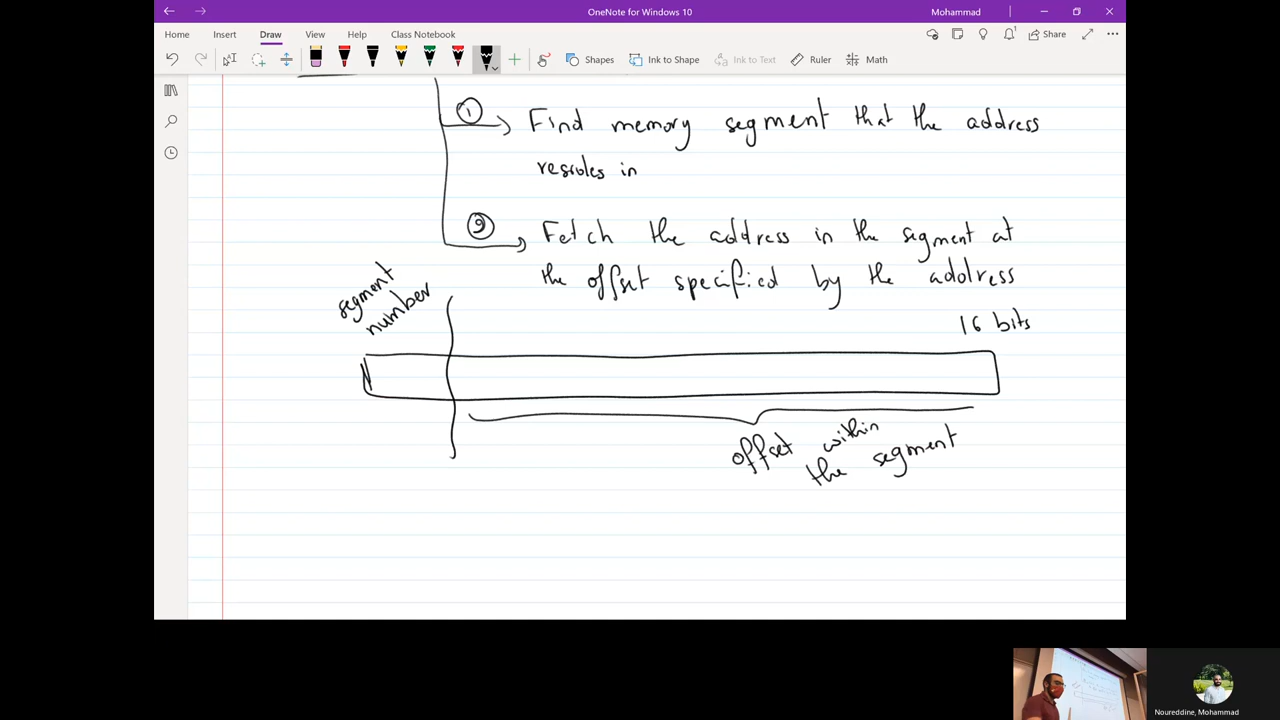 OneNote for Windows 10
Mohammad
Home Insert Draw View Help Class Notebook
Share
Shapes Ink to Shape Ink to Text Ruler Math
① Find memory segment that the address
resides in
② Fetch the address in the segment at
the offset specified by the address
segment
number
16 bits
offset within
the segment
Noureddine, Mohammad